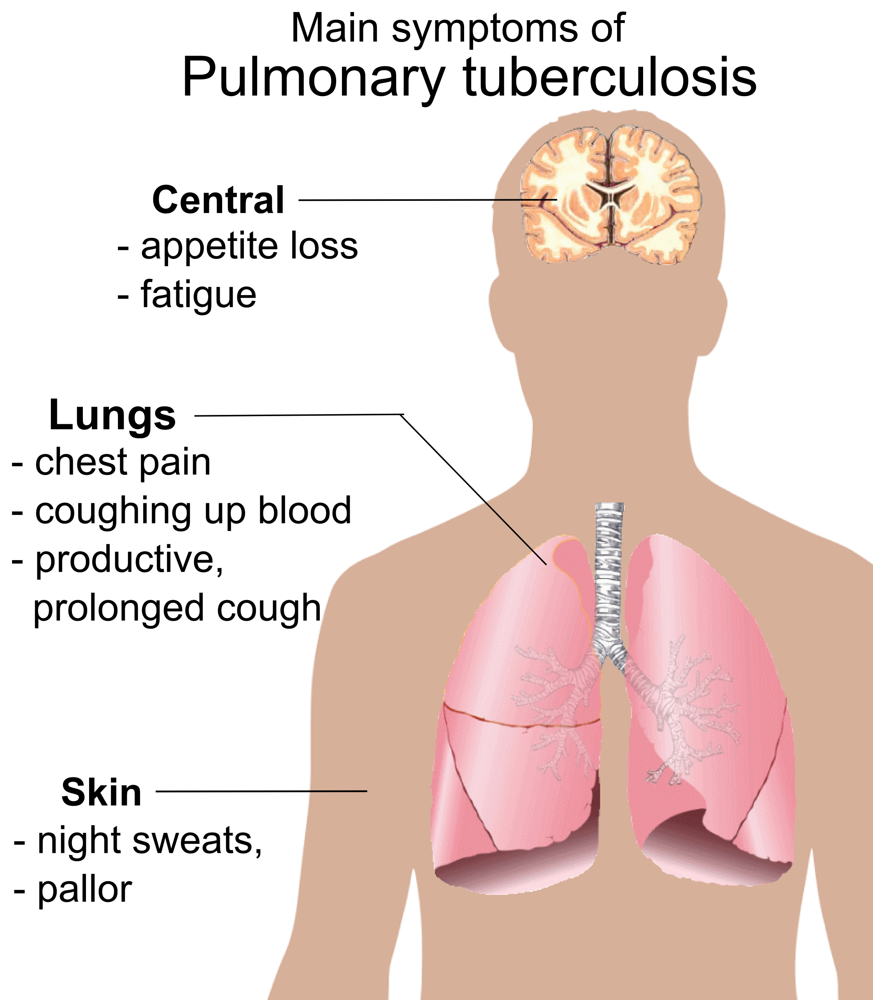 Main symptoms of
Pulmonary tuberculosis
Central
- appetite loss
- fatigue
Lungs
- chest pain
- coughing up blood
- productive,
prolonged cough
Skin
- night sweats,
- pallor